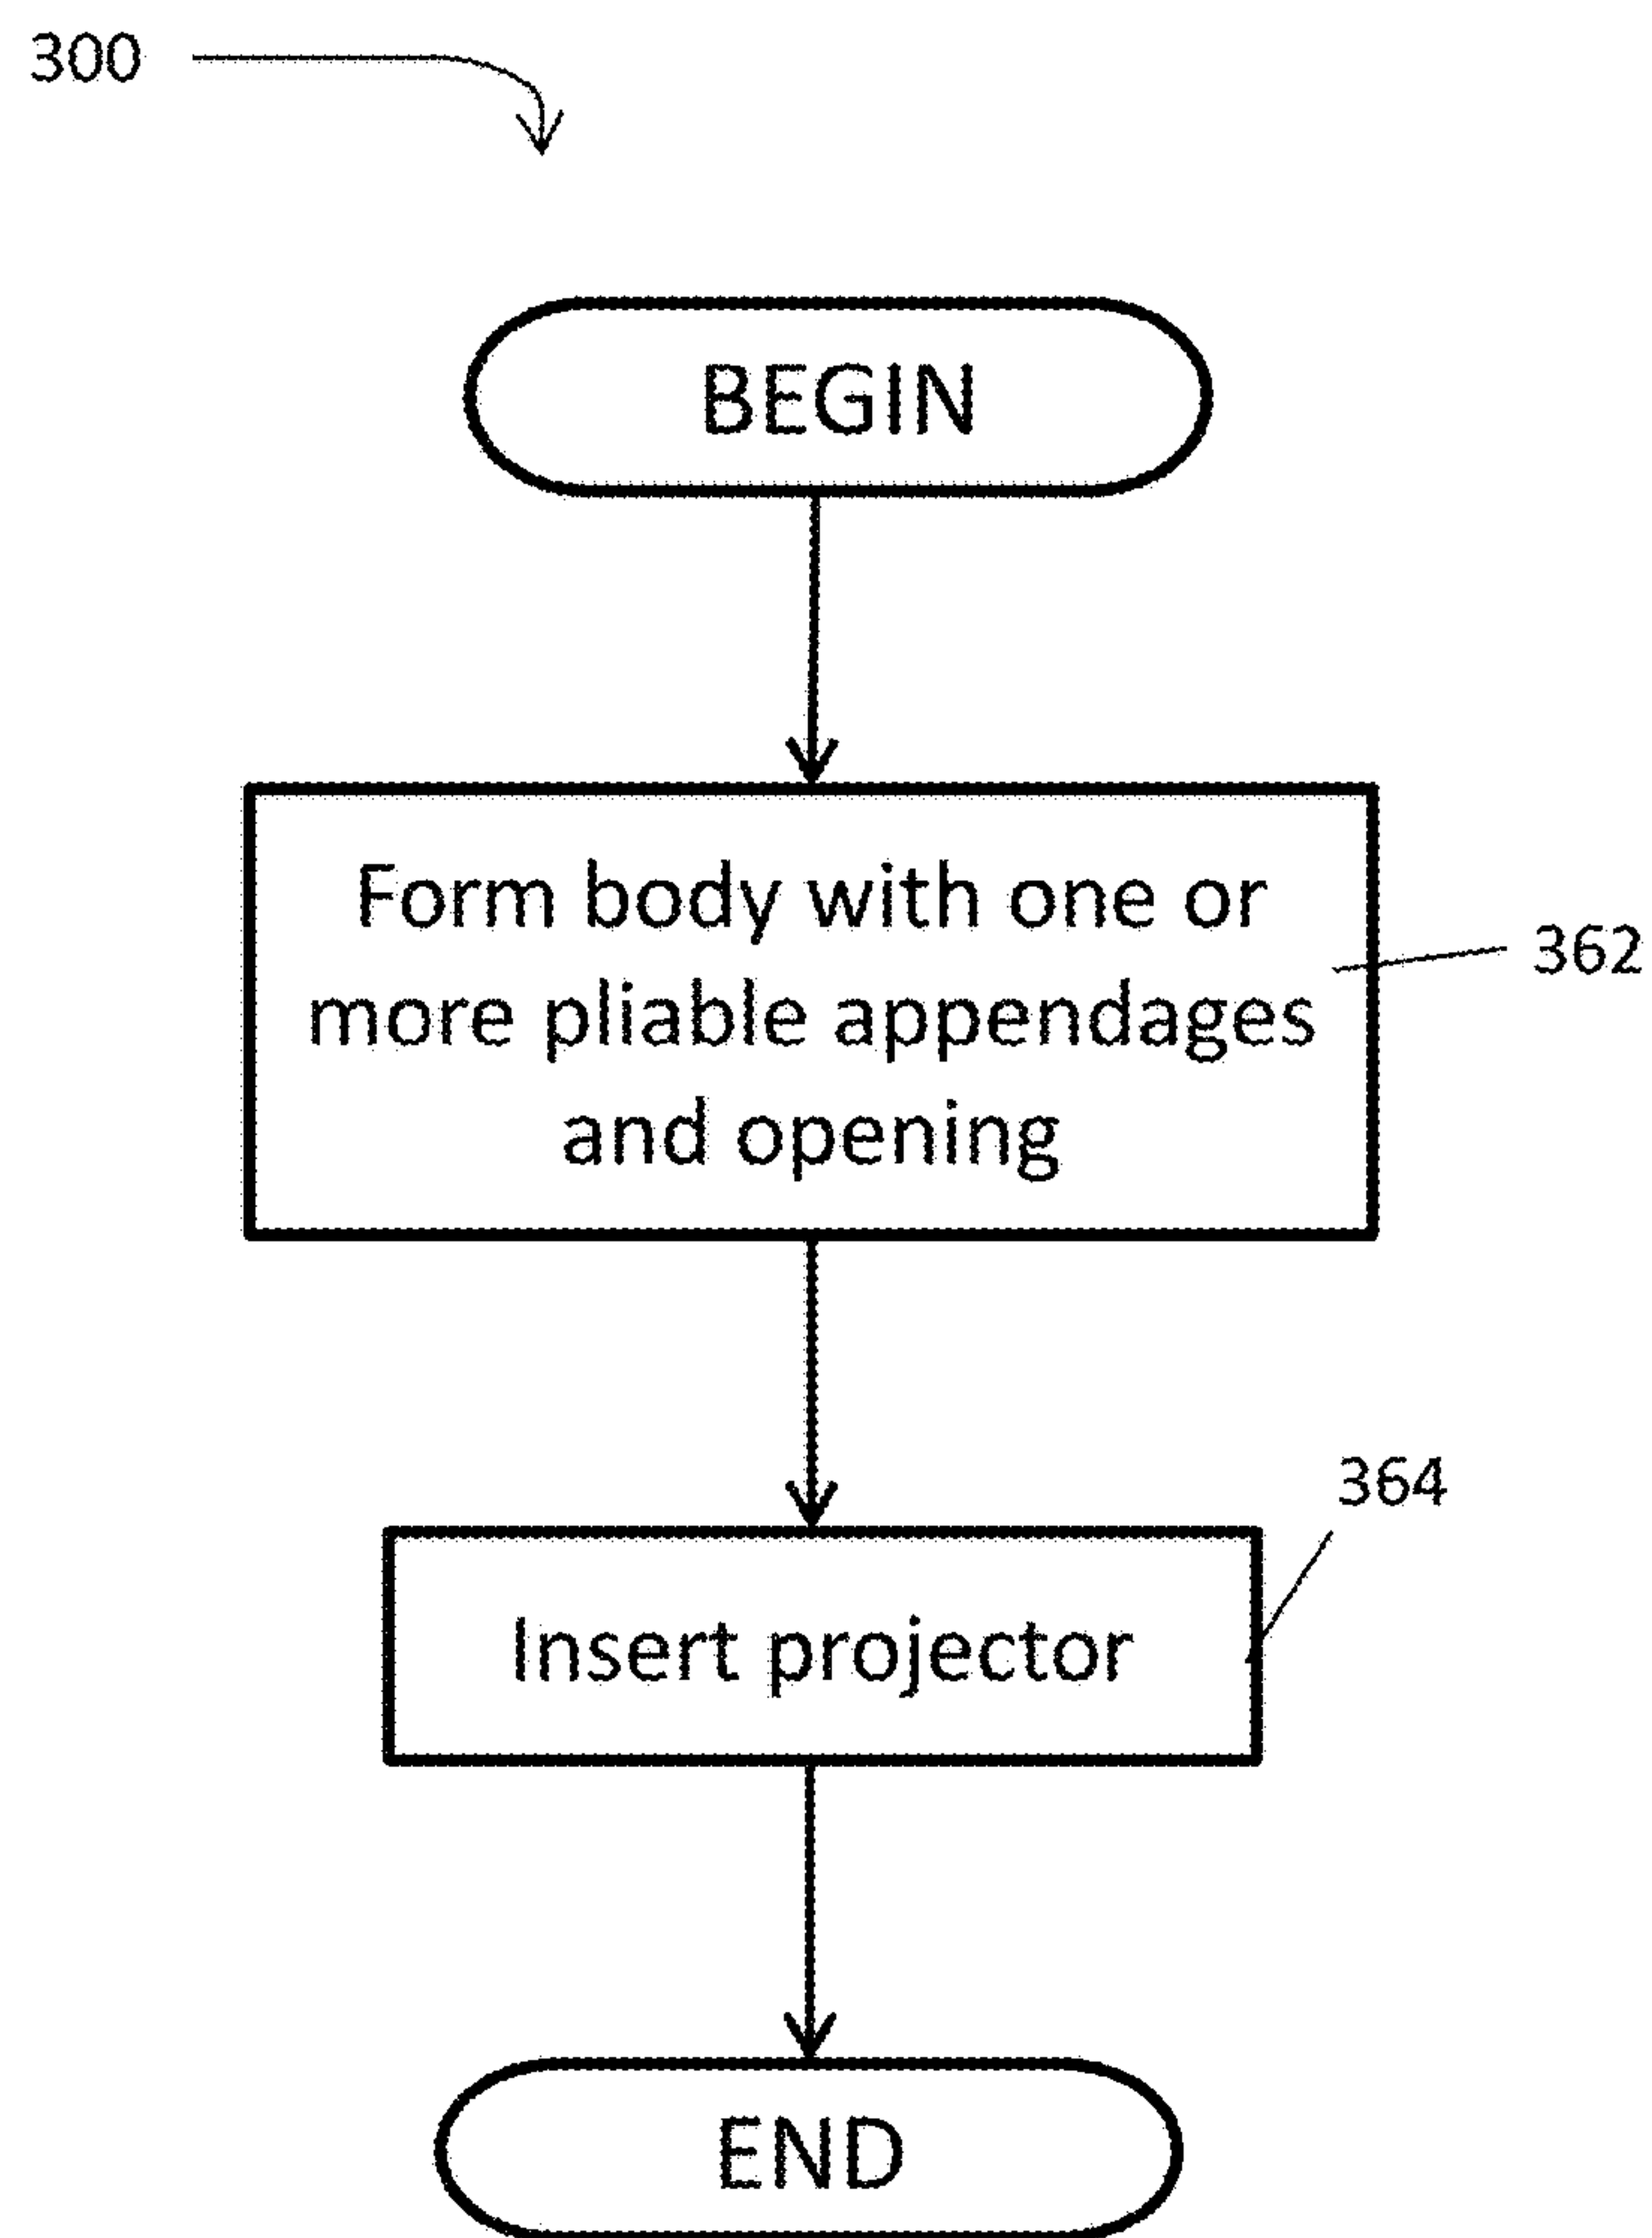 300
BEGIN
Form body with one or
more pliable appendages
and opening
362
364
Insert projector
END